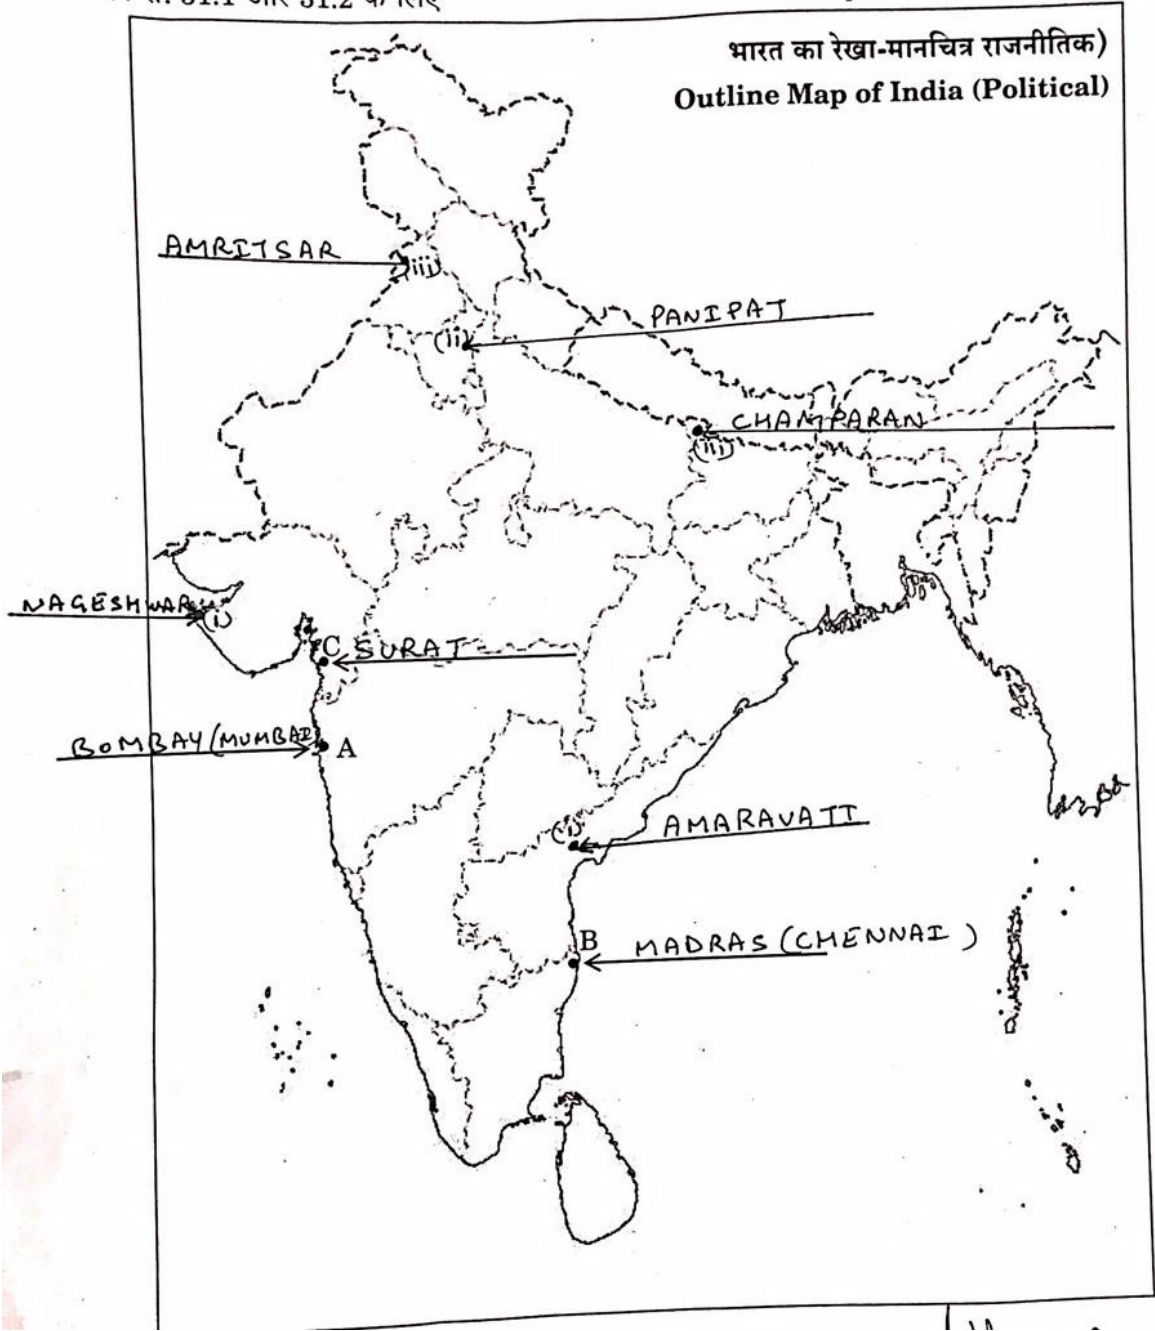 भारत का रेखा-मानचित्र राजनीतिक)
Outline Map of India (Political)
AMRITSAR
(iii)
PANIPAT
(ii)
CHAMPARAN
(iii)
NAGESHWAR
(i)
C SURAT
BOMBAY (MUMBAI)
A
(i)
AMARAVATI
B
MADRAS (CHENNAI)